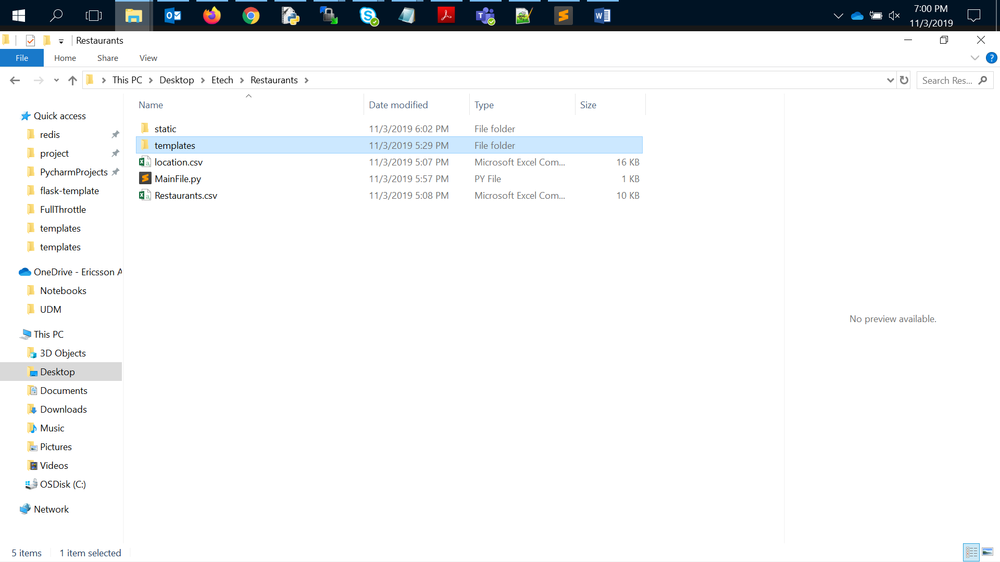 7:00 PM
11/3/2019
Restaurants
File Home Share View
This PC Desktop Etech Restaurants
Search Res...
Name Date modified Type Size
Quick access
redis
project
PycharmProjects
flask-template
FullThrottle
templates
templates
OneDrive - Ericsson A
Notebooks
UDM
This PC
3D Objects
Desktop
Documents
Downloads
Music
Pictures
Videos
OSDisk (C:)
Network
static 11/3/2019 6:02 PM File folder
templates 11/3/2019 5:29 PM File folder
location.csv 11/3/2019 5:07 PM Microsoft Excel Com... 16 KB
MainFile.py 11/3/2019 5:57 PM PY File 1 KB
Restaurants.csv 11/3/2019 5:08 PM Microsoft Excel Com... 10 KB
No preview available.
5 items 1 item selected